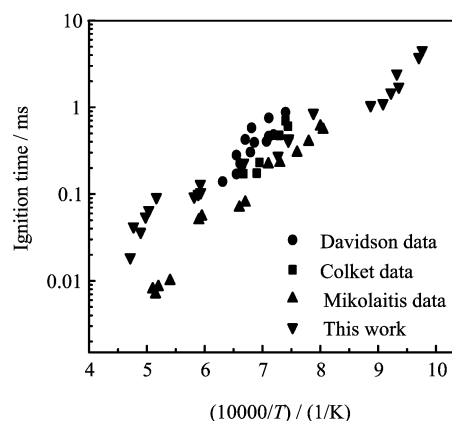 10
1
0.1
0.01
Ignition time / ms
Davidson data
Colket data
Mikolaitis data
This work
4 5 6 7 8 9 10
(10000/T) / (1/K)